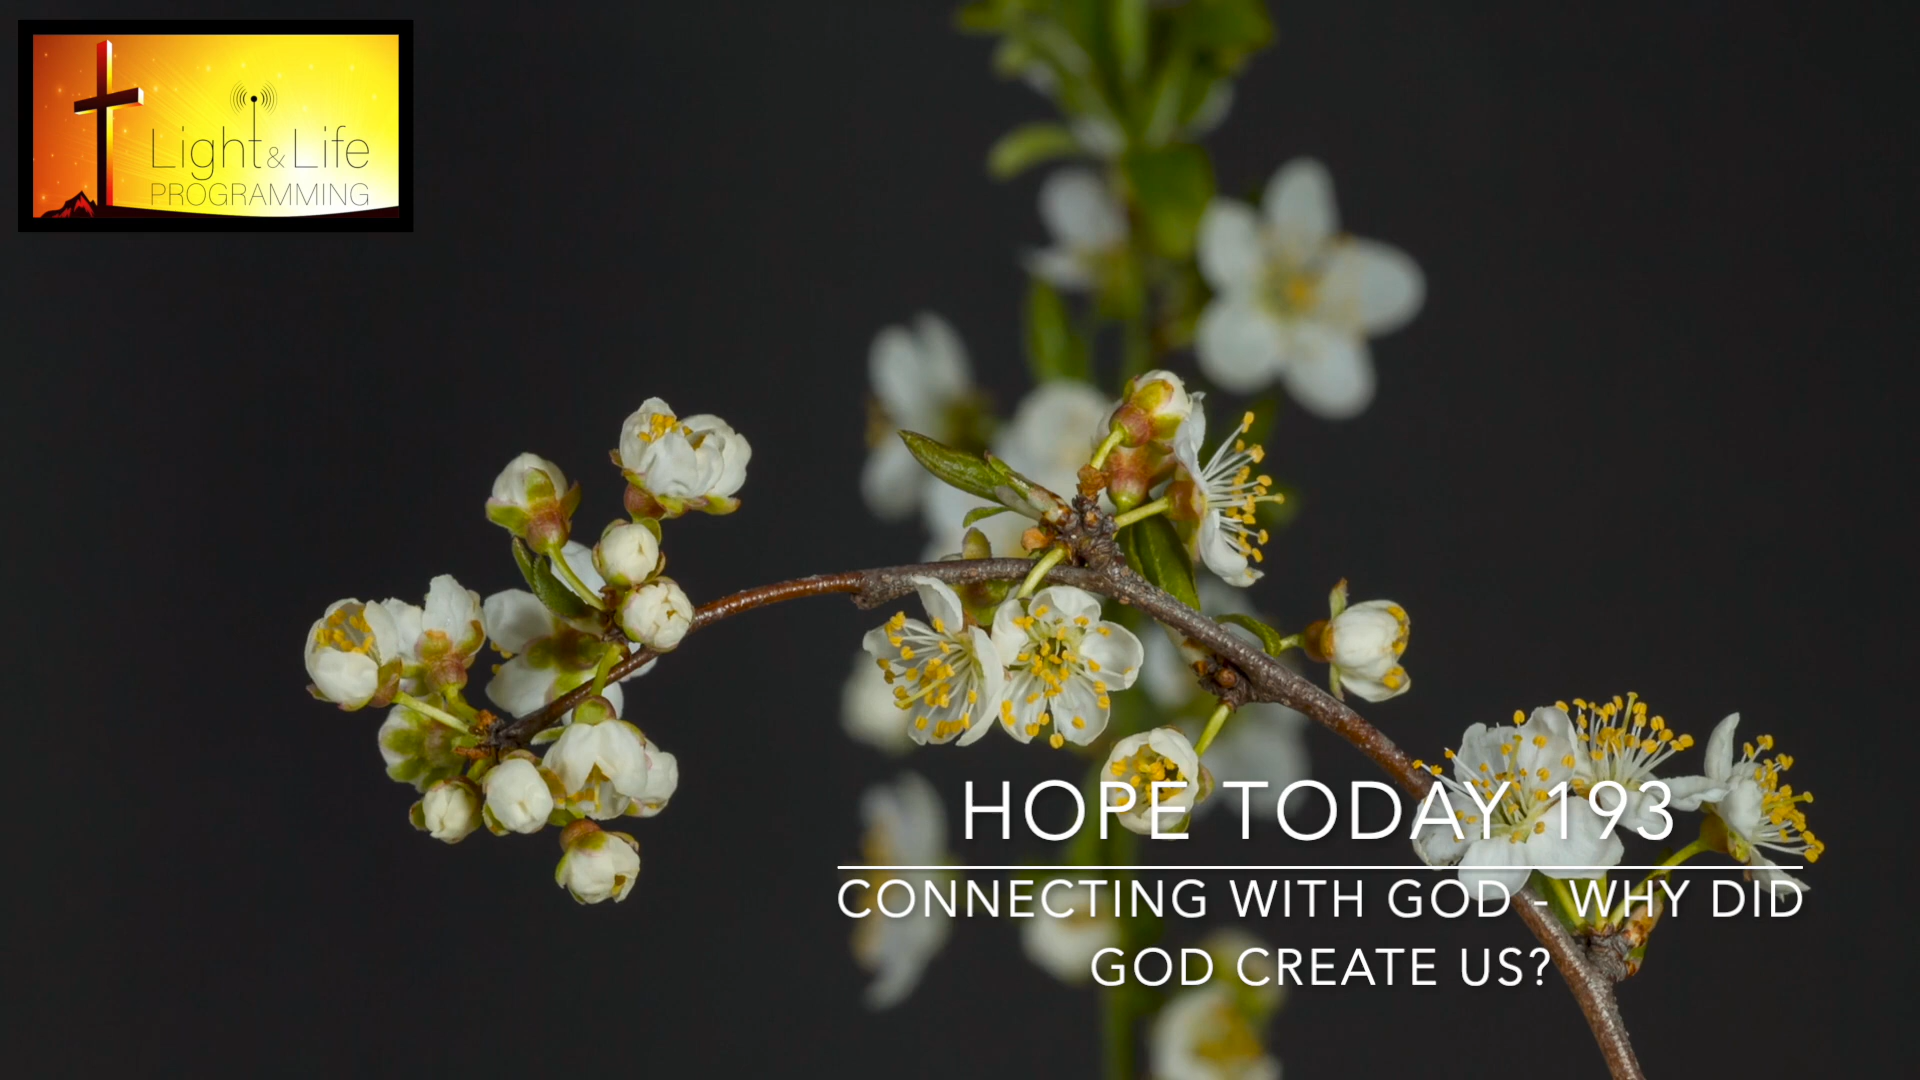 Light & Life
PROGRAMMING
HOPE TODAY 193
CONNECTING WITH GOD - WHY DID
GOD CREATE US?